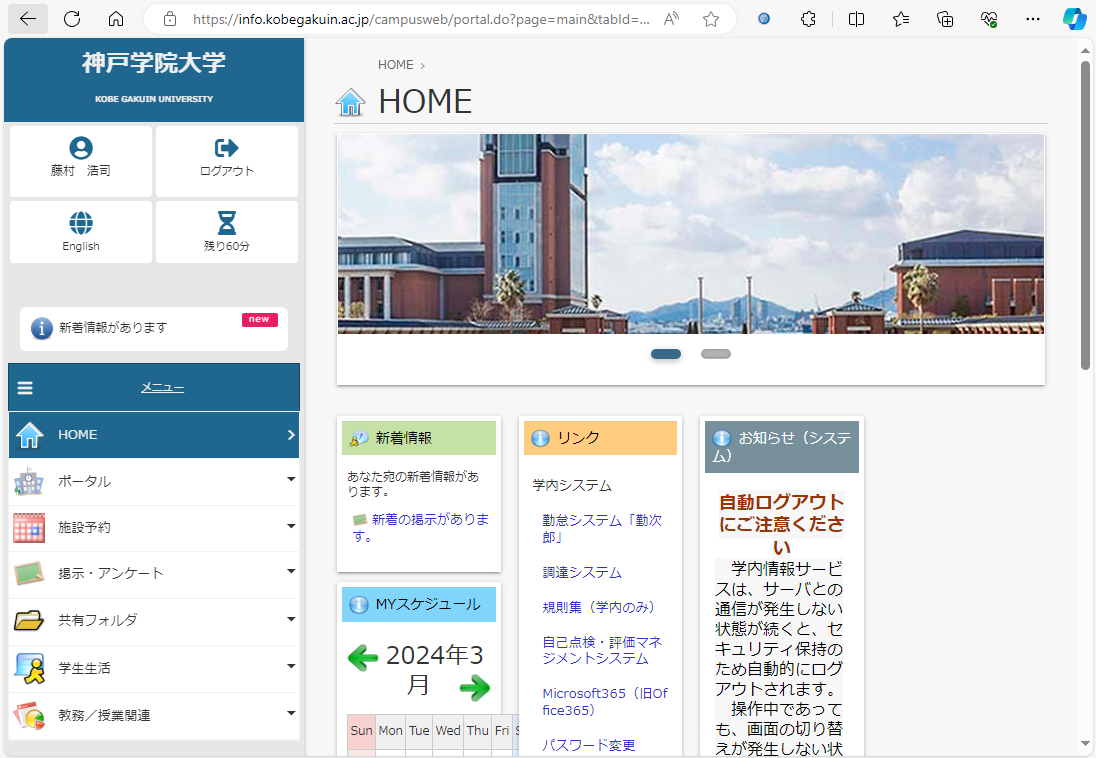 https://info.kobegakuin.ac.jp/campusweb/portal.do?page=main&tabId=...
神戸学院大学
KOBE GAKUIN UNIVERSITY
藤村　浩司
ログアウト
English
残り60分
新着情報があります
new
メニュー
HOME
ポータル
施設予約
掲示・アンケート
共有フォルダ
学生生活
教務／授業関連
HOME ›
HOME
新着情報
あなた宛の新着情報があ
ります。
新着の掲示がありま
す。
MYスケジュール
2024年3
月
Sun Mon Tue Wed Thu Fri
リンク
学内システム
勤怠システム「勤次
郎」
調達システム
規則集（学内のみ）
自己点検・評価マネ
ジメントシステム
Microsoft365（旧Of
fice365）
パスワード変更
お知らせ（システ
ム）
自動ログアウト
にご注意くださ
い
学内情報サービ
スは、サーバとの
通信が発生しない
状態が続くと、セ
キュリティ保持の
ため自動的にログ
アウトされます。
操作中であって
も、画面の切り替
えが発生しない状